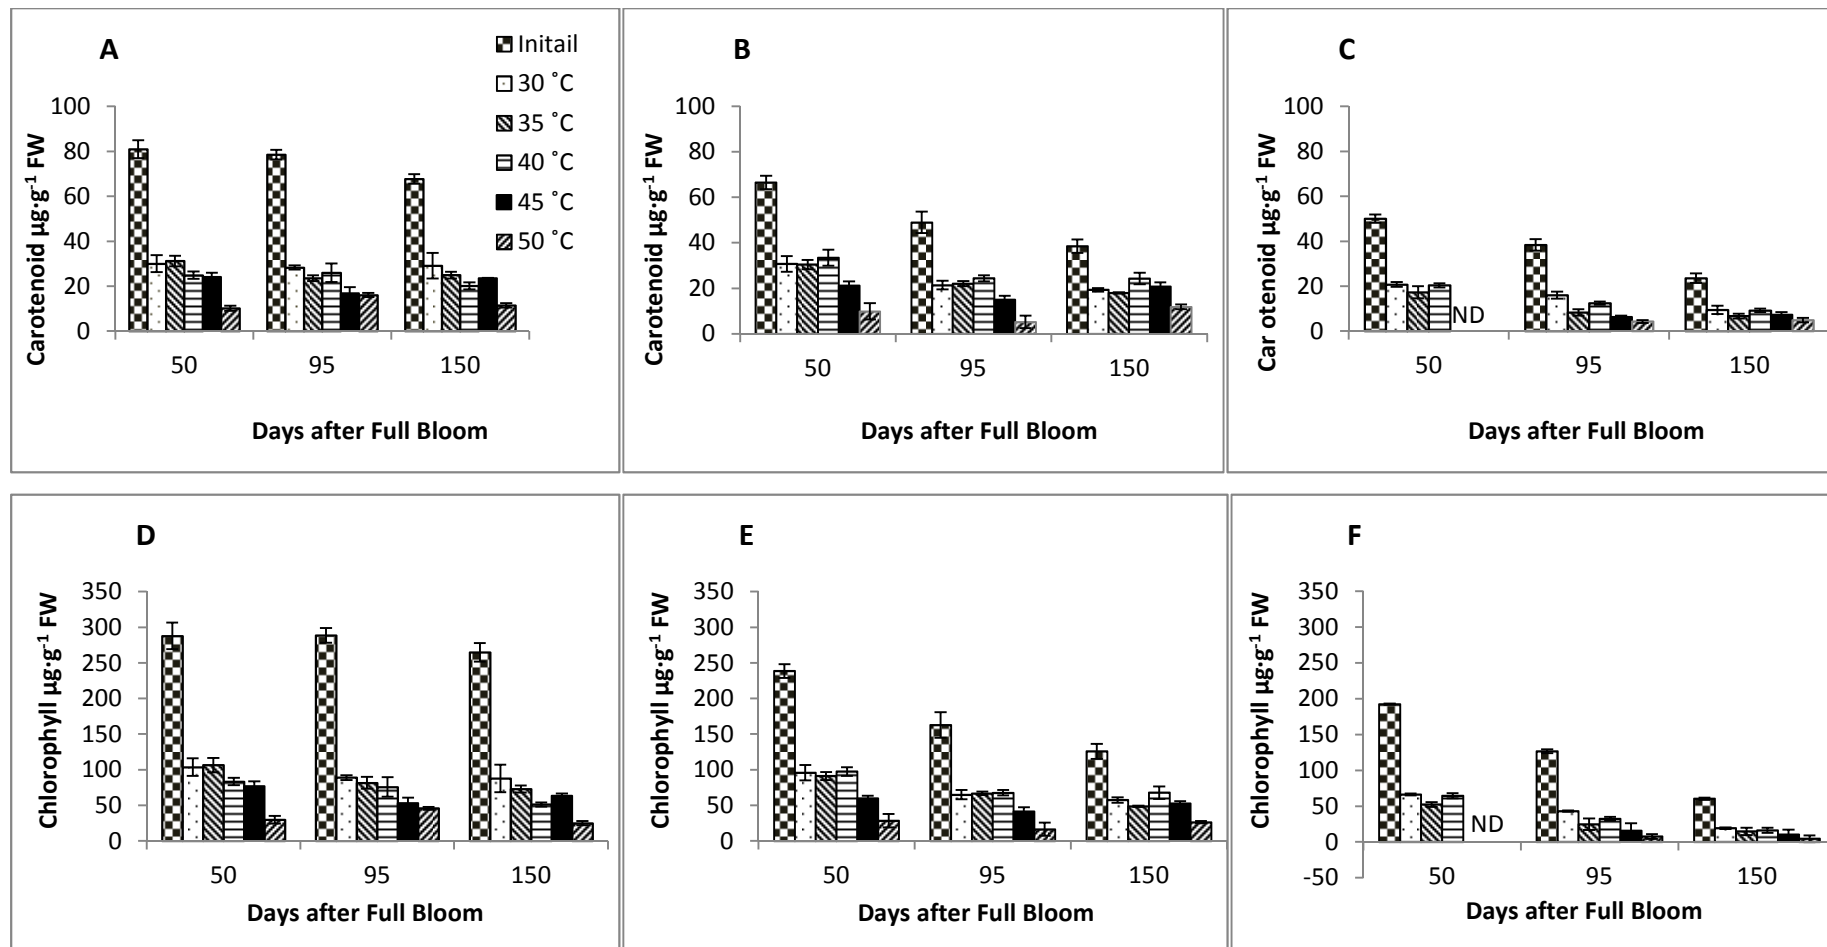 A
Initail
30 ˚C
35 ˚C
40 ˚C
45 ˚C
50 ˚C
100
80
60
40
20
0
Carotenoid µg·g-1 FW
50 95 150
Days after Full Bloom
B
100
80
60
40
20
0
Carotenoid µg·g-1 FW
50 95 150
Days after Full Bloom
C
100
80
60
40
20
0
Car otenoid µg·g-1 FW
ND
50 95 150
Days after Full Bloom
D
350
300
250
200
150
100
50
0
Chlorophyll µg·g-1 FW
50 95 150
Days after Full Bloom
E
350
300
250
200
150
100
50
0
Chlorophyll µg·g-1 FW
50 95 150
Days after Full Bloom
F
350
300
250
200
150
100
50
0
-50
Chlorophyll µg·g-1 FW
ND
50 95 150
Days after Full Bloom